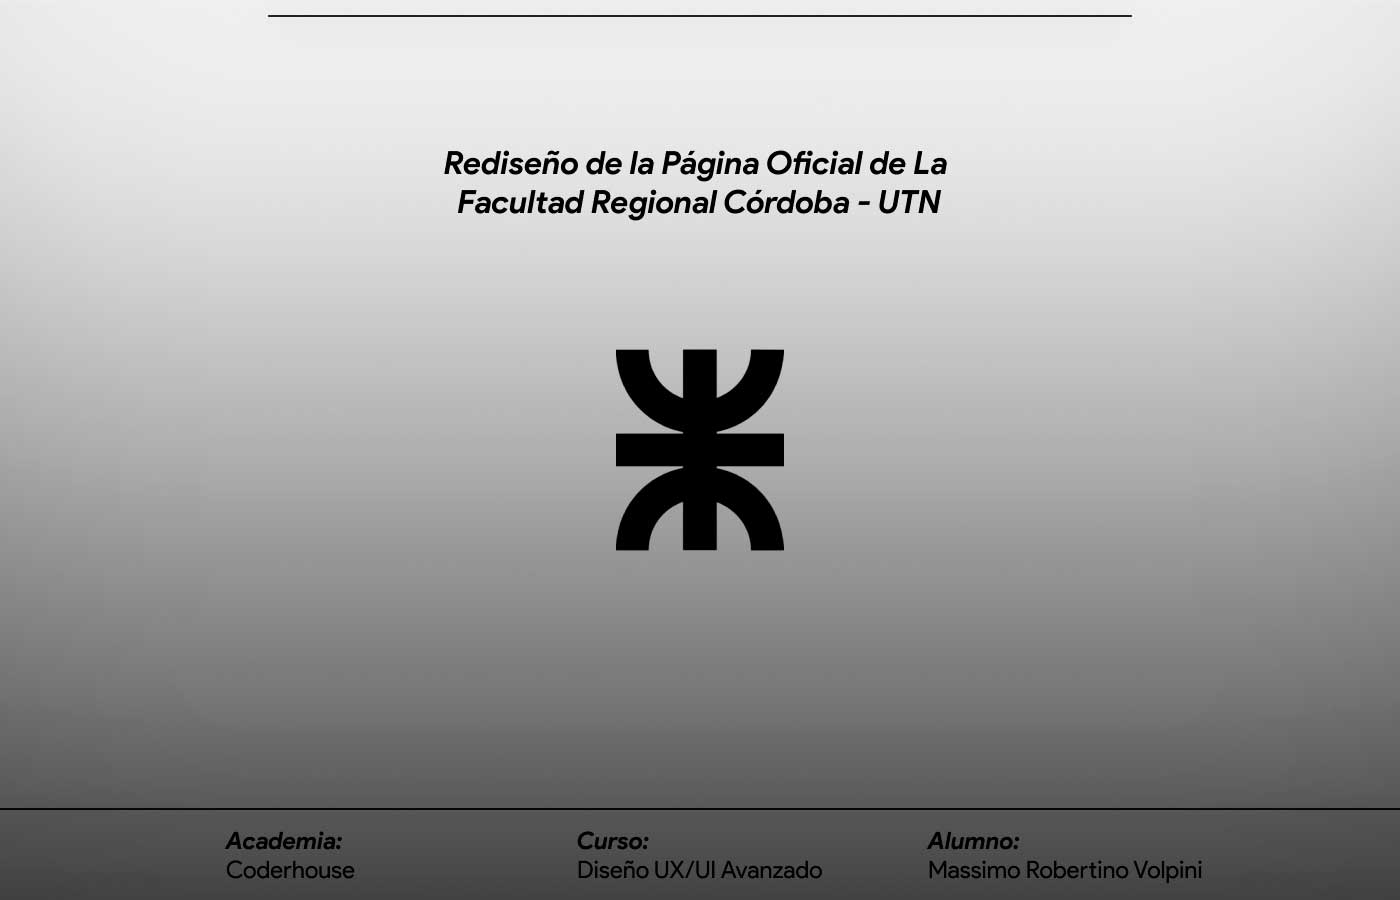 Rediseño de la Página Oficial de La
Facultad Regional Córdoba - UTN
Academia:
Coderhouse
Curso:
Diseño UX/UI Avanzado
Alumno:
Massimo Robertino Volpini